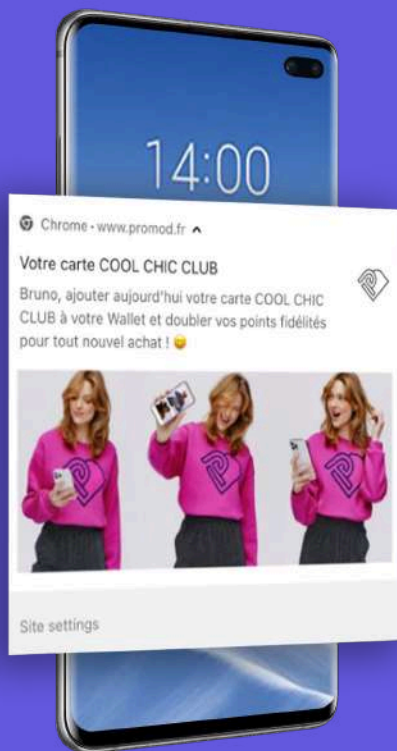 14:00
Chrome • www.promod.fr
Votre carte COOL CHIC CLUB
Bruno, ajouter aujourd'hui votre carte COOL CHIC
CLUB à votre Wallet et doubler vos points fidélités
pour tout nouvel achat !
Site settings